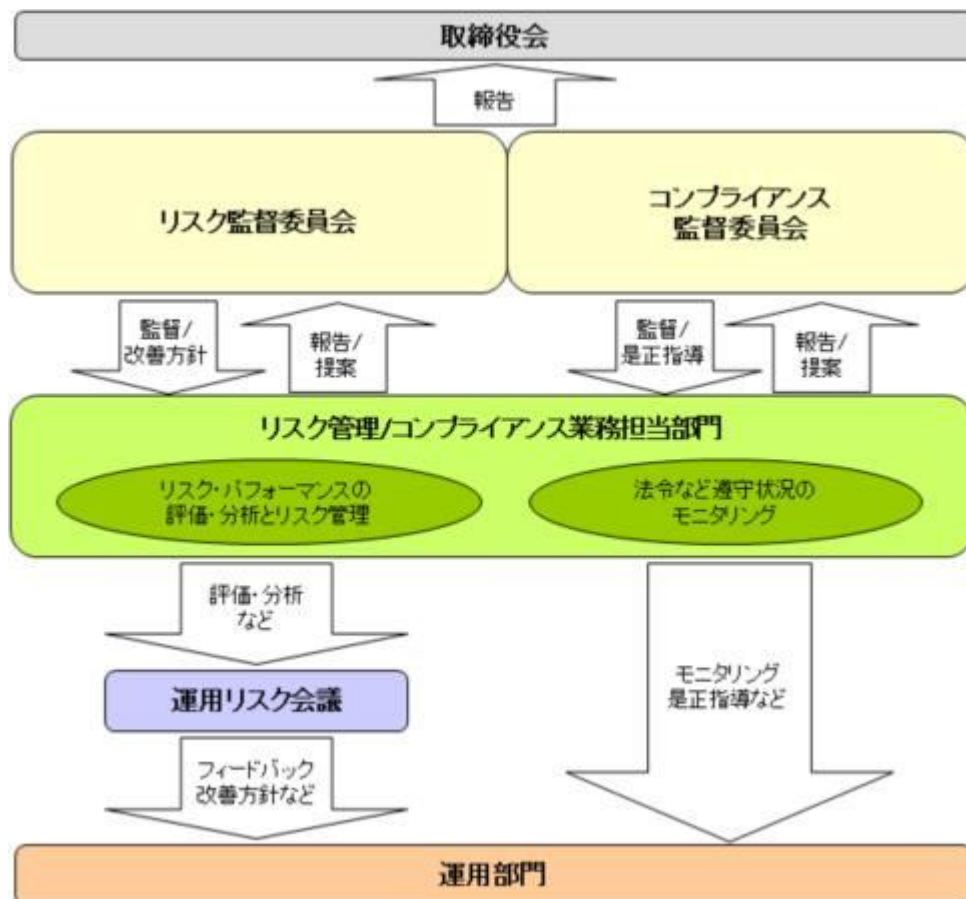 取締役会
報告
リスク監督委員会
コンプライアンス
監督委員会
監督/
改善方針
報告/
提案
監督/
是正指導
報告/
提案
リスク管理/コンプライアンス業務担当部門
リスク・パフォーマンスの
評価・分析とリスク管理
法令など遵守状況の
モニタリング
評価・分析
など
運用リスク会議
モニタリング
是正指導など
フィードバック
改善方針など
運用部門